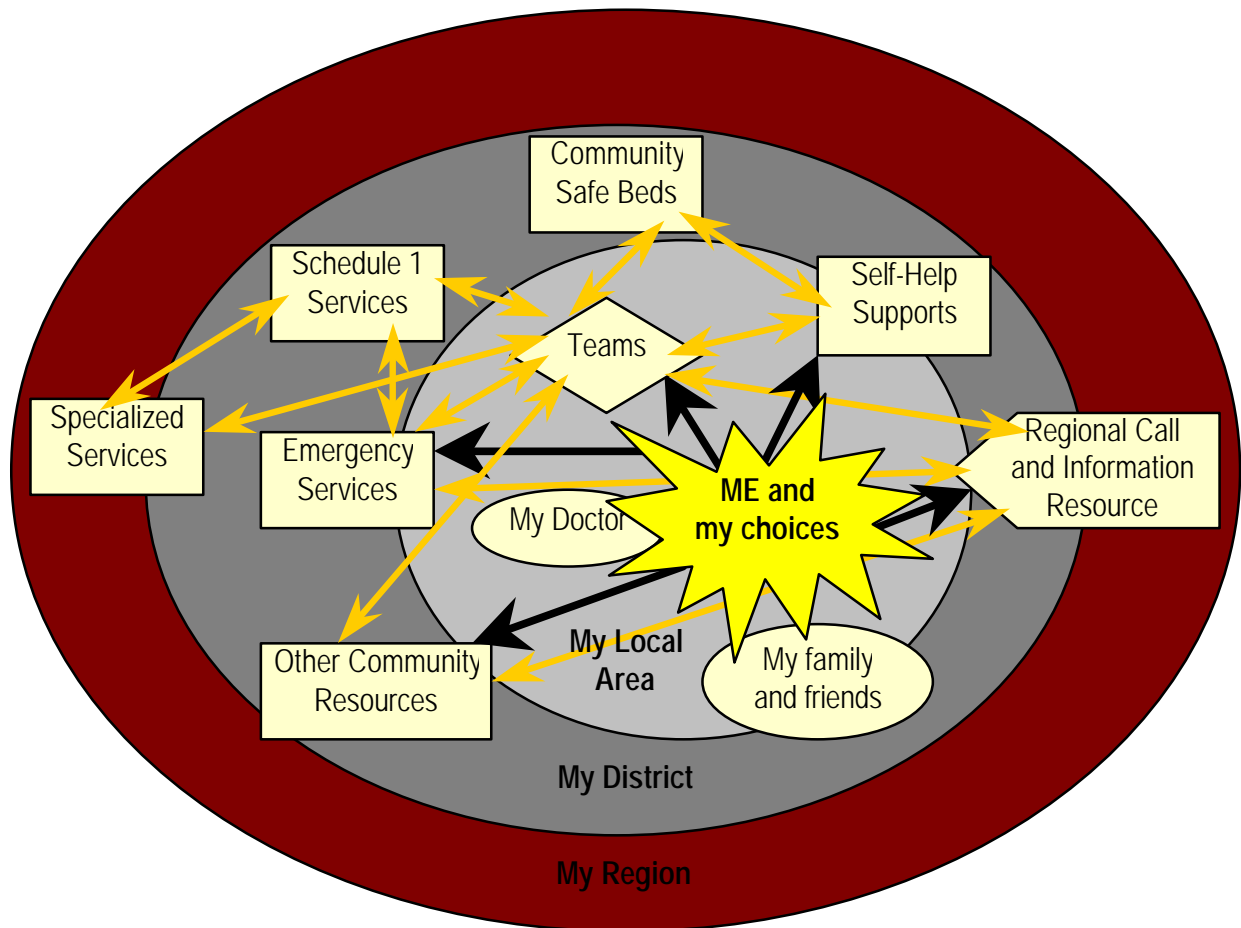 Community
Safe Beds
Schedule 1
Services
Self-Help
Supports
Teams
Specialized
Services
Emergency
Services
Regional Call
and Information
Resource
ME and
my choices
My Doctor
My Local
Area
My family
and friends
Other Community
Resources
My District
My Region